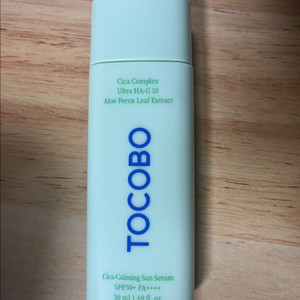 Cica Complex
Ultra HA-G 10
Aloe Ferox Leaf Extract
TOCOBO
Cica Calming Sun Serum
SPF50+ PA++++
50 ml 1.69 fl. oz